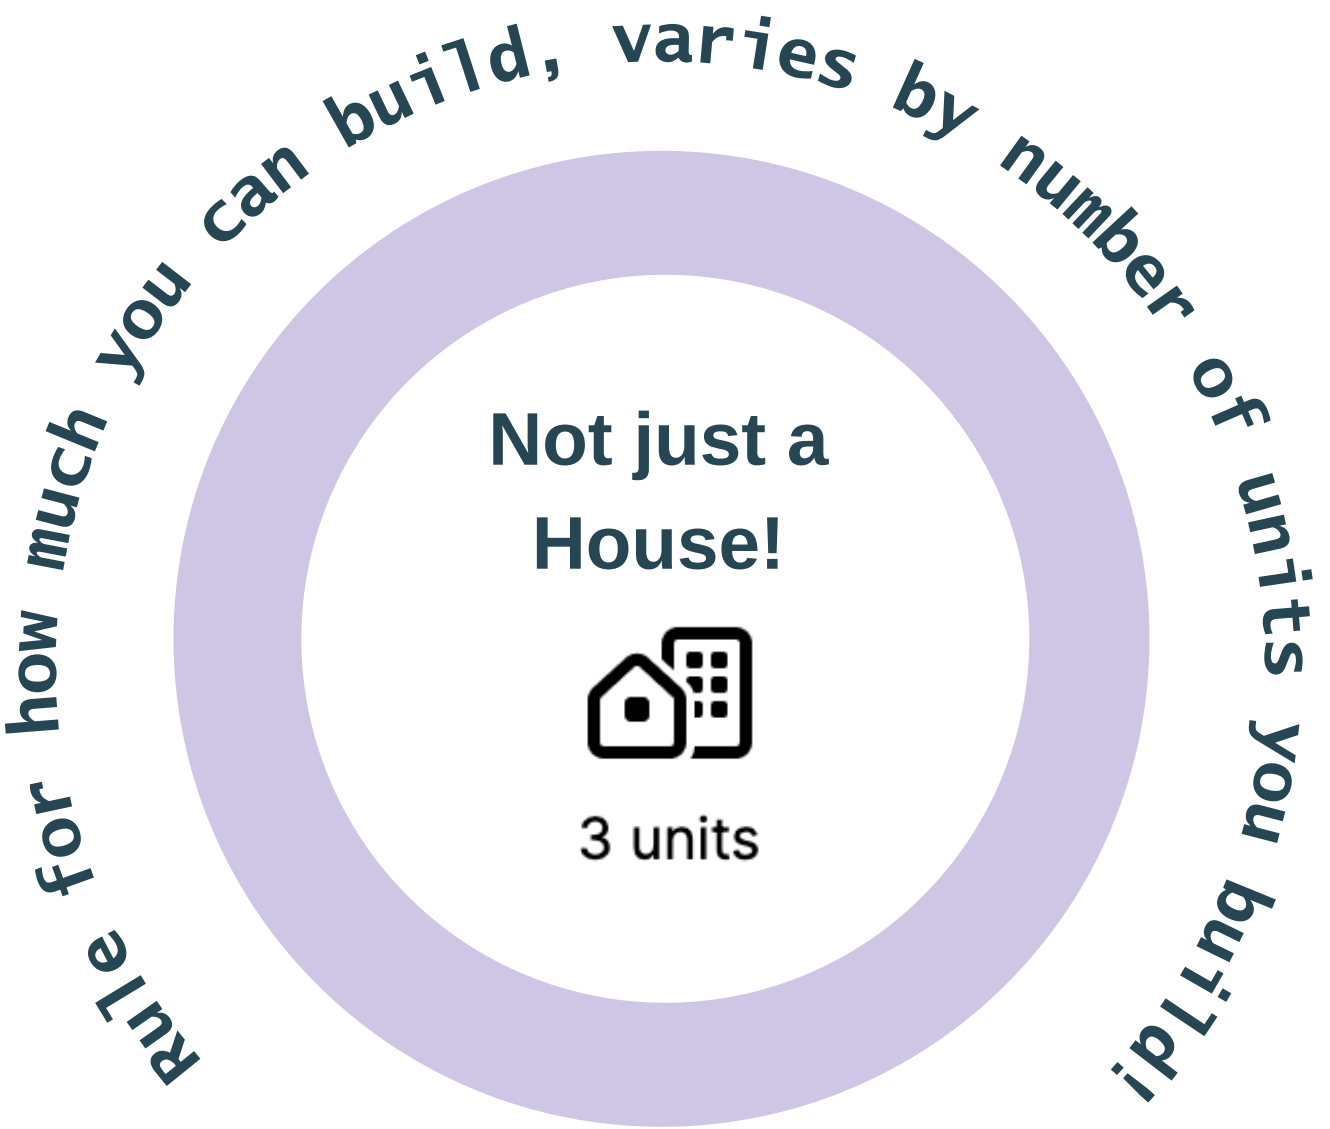 Rule for how much you can build, varies by number of units you build!
Not just a
House!
3 units